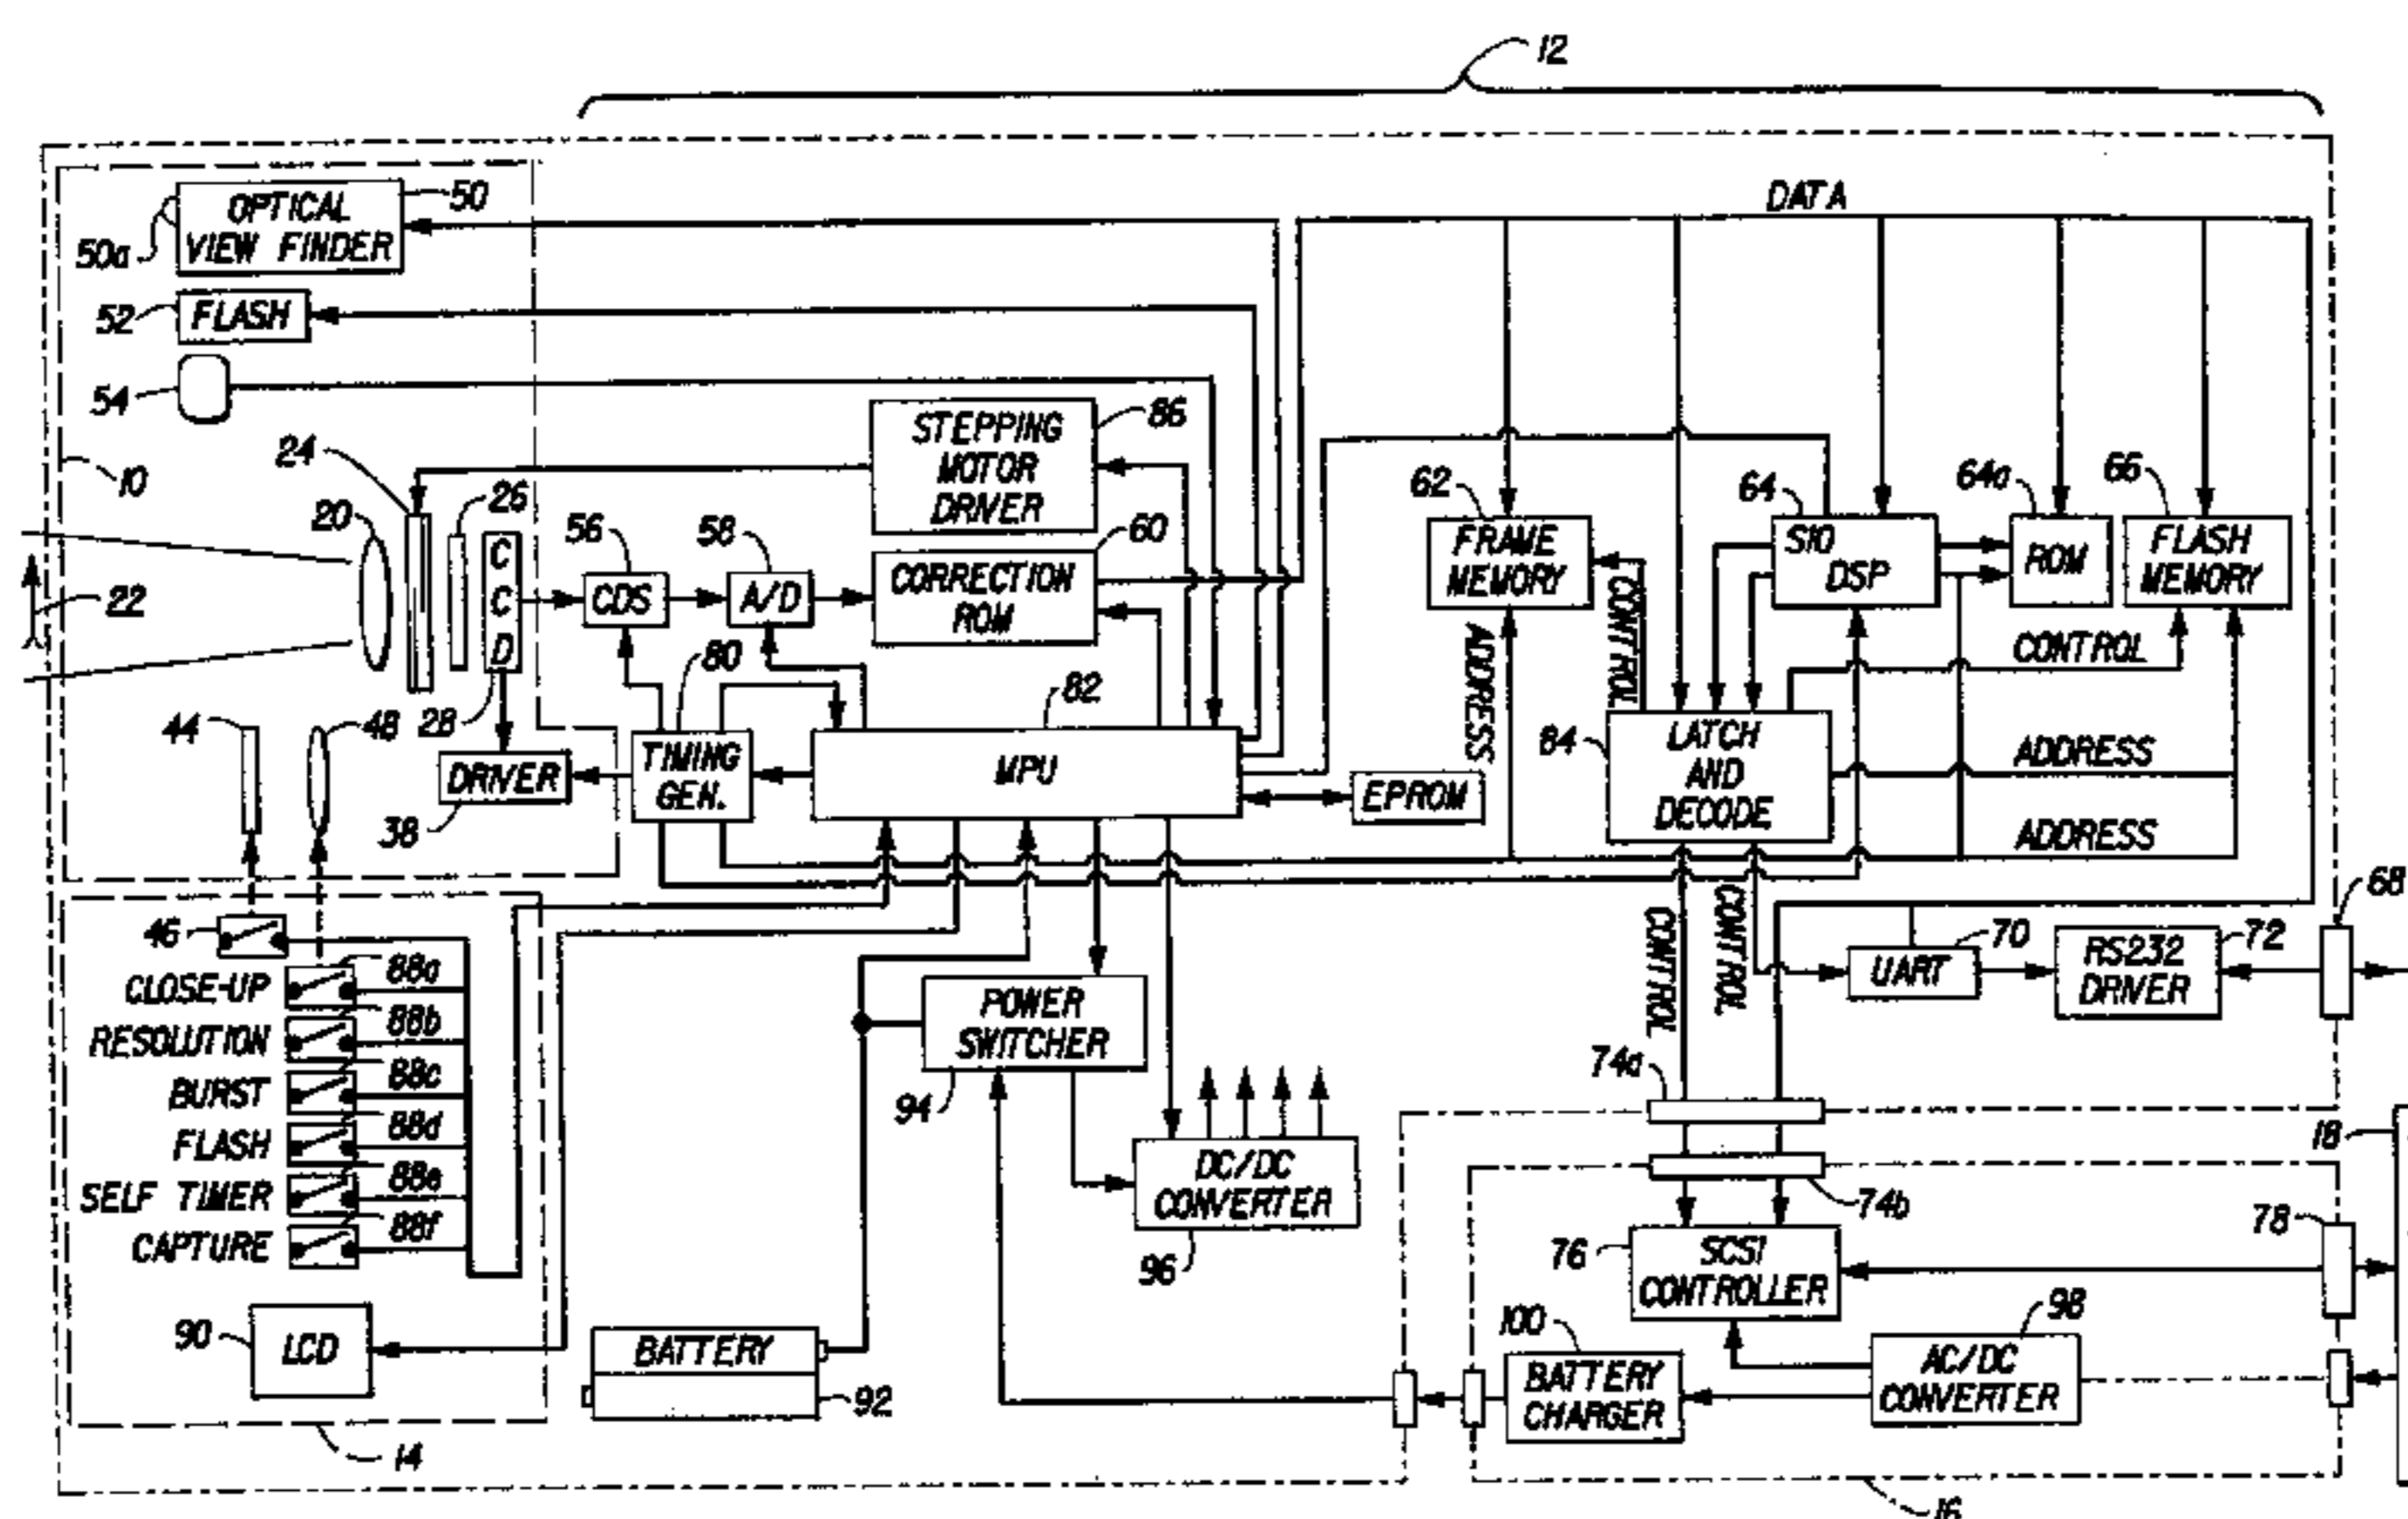 12
DATA
OPTICAL
VIEW FINDER
50
50a
FLASH
52
54
10
24
26
20
22
C
C
D
28
STEPPING
MOTOR
DRIVER
86
56
CDS
58
A/D
CORRECTION
ROM
60
62
FRAME
MEMORY
64
S10
DSP
64a
ROM
66
FLASH
MEMORY
CONTROL
ADDRESS
CONTROL
44
48
DRIVER
38
80
TIMING
GEN.
82
MPU
EPROM
84
LATCH
AND
DECODE
ADDRESS
ADDRESS
CONTROL
CONTROL
68
70
UART
RS232
DRIVER
72
46
CLOSE-UP
88a
RESOLUTION
88b
BURST
88c
FLASH
88d
SELF TIMER
88e
CAPTURE
88f
90
LCD
14
POWER
SWITCHER
94
DC/DC
CONVERTER
96
BATTERY
92
74a
74b
18
78
76
SCSI
CONTROLLER
98
AC/DC
CONVERTER
100
BATTERY
CHARGER
16